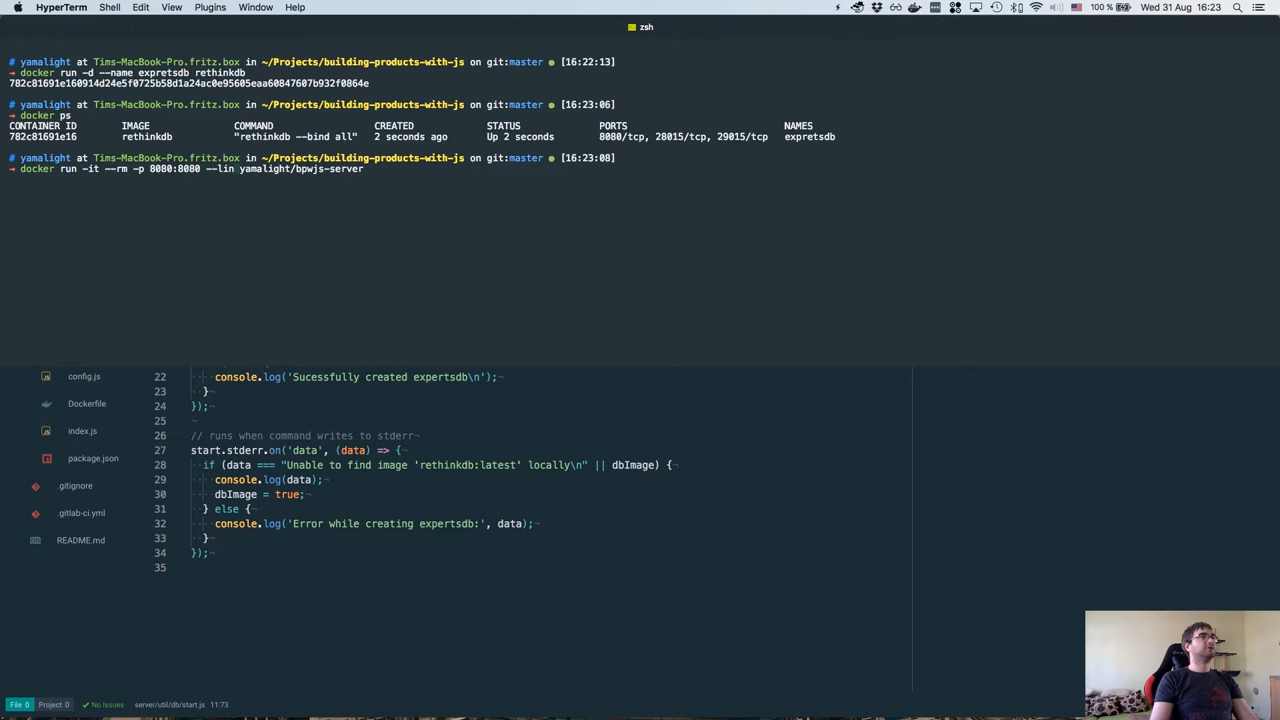 HyperTerm Shell Edit View Plugins Window Help 100 % Wed 31 Aug 16:23
zsh
# yamalight at Tims-MacBook-Pro.fritz.box in ~/Projects/building-products-with-js on git:master ● [16:22:13]
→ docker run -d --name expretsdb rethinkdb
782c81691e160914d24e5f0725b58d1a24ac0e95605eaa60847607b932f0864e
# yamalight at Tims-MacBook-Pro.fritz.box in ~/Projects/building-products-with-js on git:master ● [16:23:06]
→ docker ps
CONTAINER ID IMAGE COMMAND CREATED STATUS PORTS NAMES
782c81691e16 rethinkdb "rethinkdb --bind all" 2 seconds ago Up 2 seconds 8080/tcp, 28015/tcp, 29015/tcp expretsdb
# yamalight at Tims-MacBook-Pro.fritz.box in ~/Projects/building-products-with-js on git:master ● [16:23:08]
→ docker run -it --rm -p 8080:8080 --lin yamalight/bpwjs-server
config.js
Dockerfile
index.js
package.json
.gitignore
.gitlab-ci.yml
README.md
22 console.log('Sucessfully created expertsdb\n');¬
23 }¬
24 });¬
25 ¬
26 // runs when command writes to stderr¬
27 start.stderr.on('data', (data) => {¬
28 if (data === "Unable to find image 'rethinkdb:latest' locally\n" || dbImage) {¬
29 console.log(data);¬
30 dbImage = true;¬
31 } else {¬
32 console.log('Error while creating expertsdb:', data);¬
33 }¬
34 });¬
35
File 0 Project 0 ✓ No Issues server/util/db/start.js 11:73